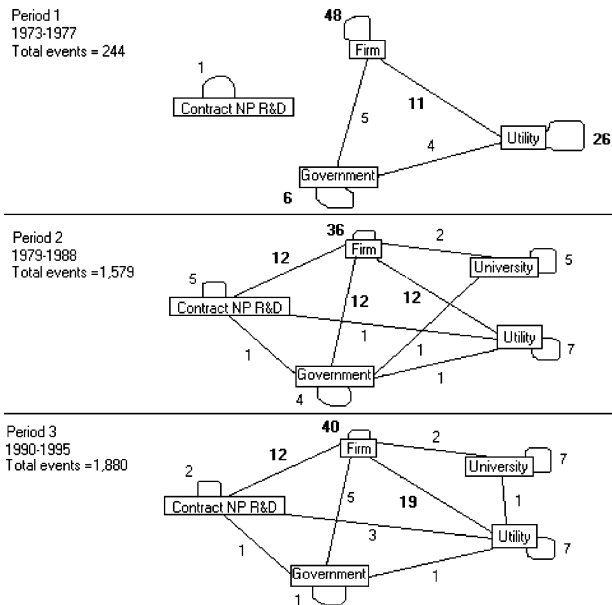 Period 1
1973-1977
Total events = 244
48
Firm
1
Contract NP R&D
11
5
4
Utility
26
Government
6
Period 2
1979-1988
Total events =1,579
36
Firm
2
12
5
University
5
Contract NP R&D
12
12
1
Utility
1
1
1
7
Government
4
Period 3
1990-1995
Total events =1,880
40
Firm
2
12
2
University
7
Contract NP R&D
5
19
1
3
Utility
1
7
Government
1
1